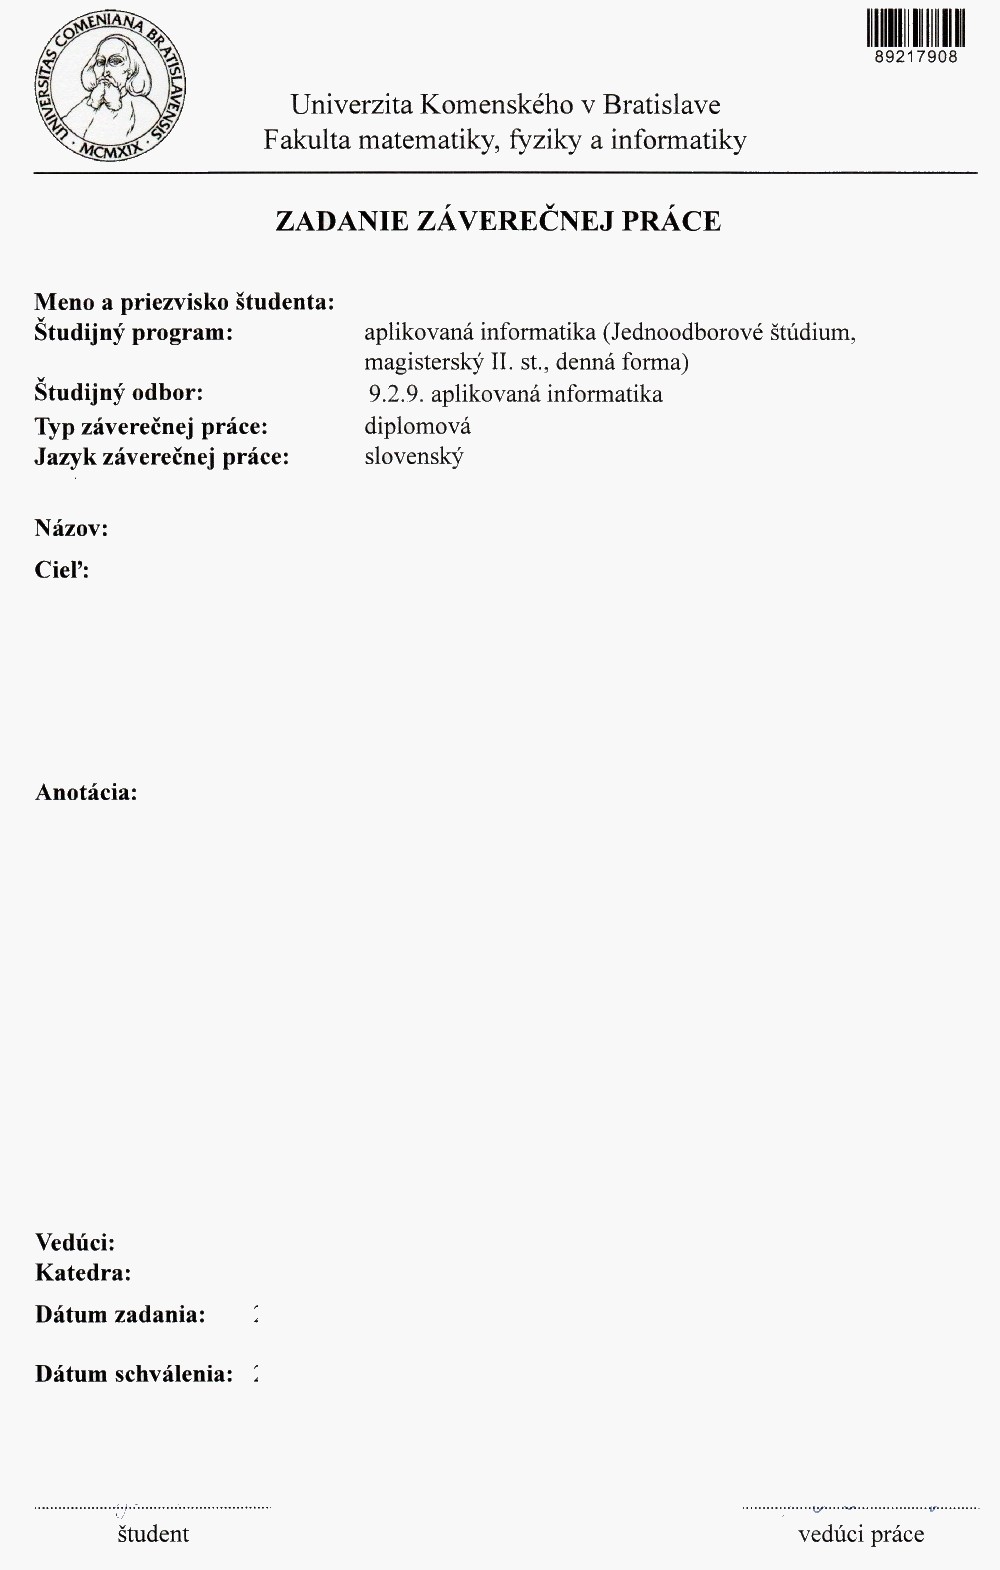 UNIVERSITAS COMENIANA BRATISLAVENSIS
· MCMXIX ·
89217908
Univerzita Komenského v Bratislave
Fakulta matematiky, fyziky a informatiky
ZADANIE ZÁVEREČNEJ PRÁCE
Meno a priezvisko študenta:
Študijný program: aplikovaná informatika (Jednoodborové štúdium,
magisterský II. st., denná forma)
Študijný odbor: 9.2.9. aplikovaná informatika
Typ záverečnej práce: diplomová
Jazyk záverečnej práce: slovenský
Názov:
Cieľ:
Anotácia:
Vedúci:
Katedra:
Dátum zadania:
Dátum schválenia:
študent
vedúci práce